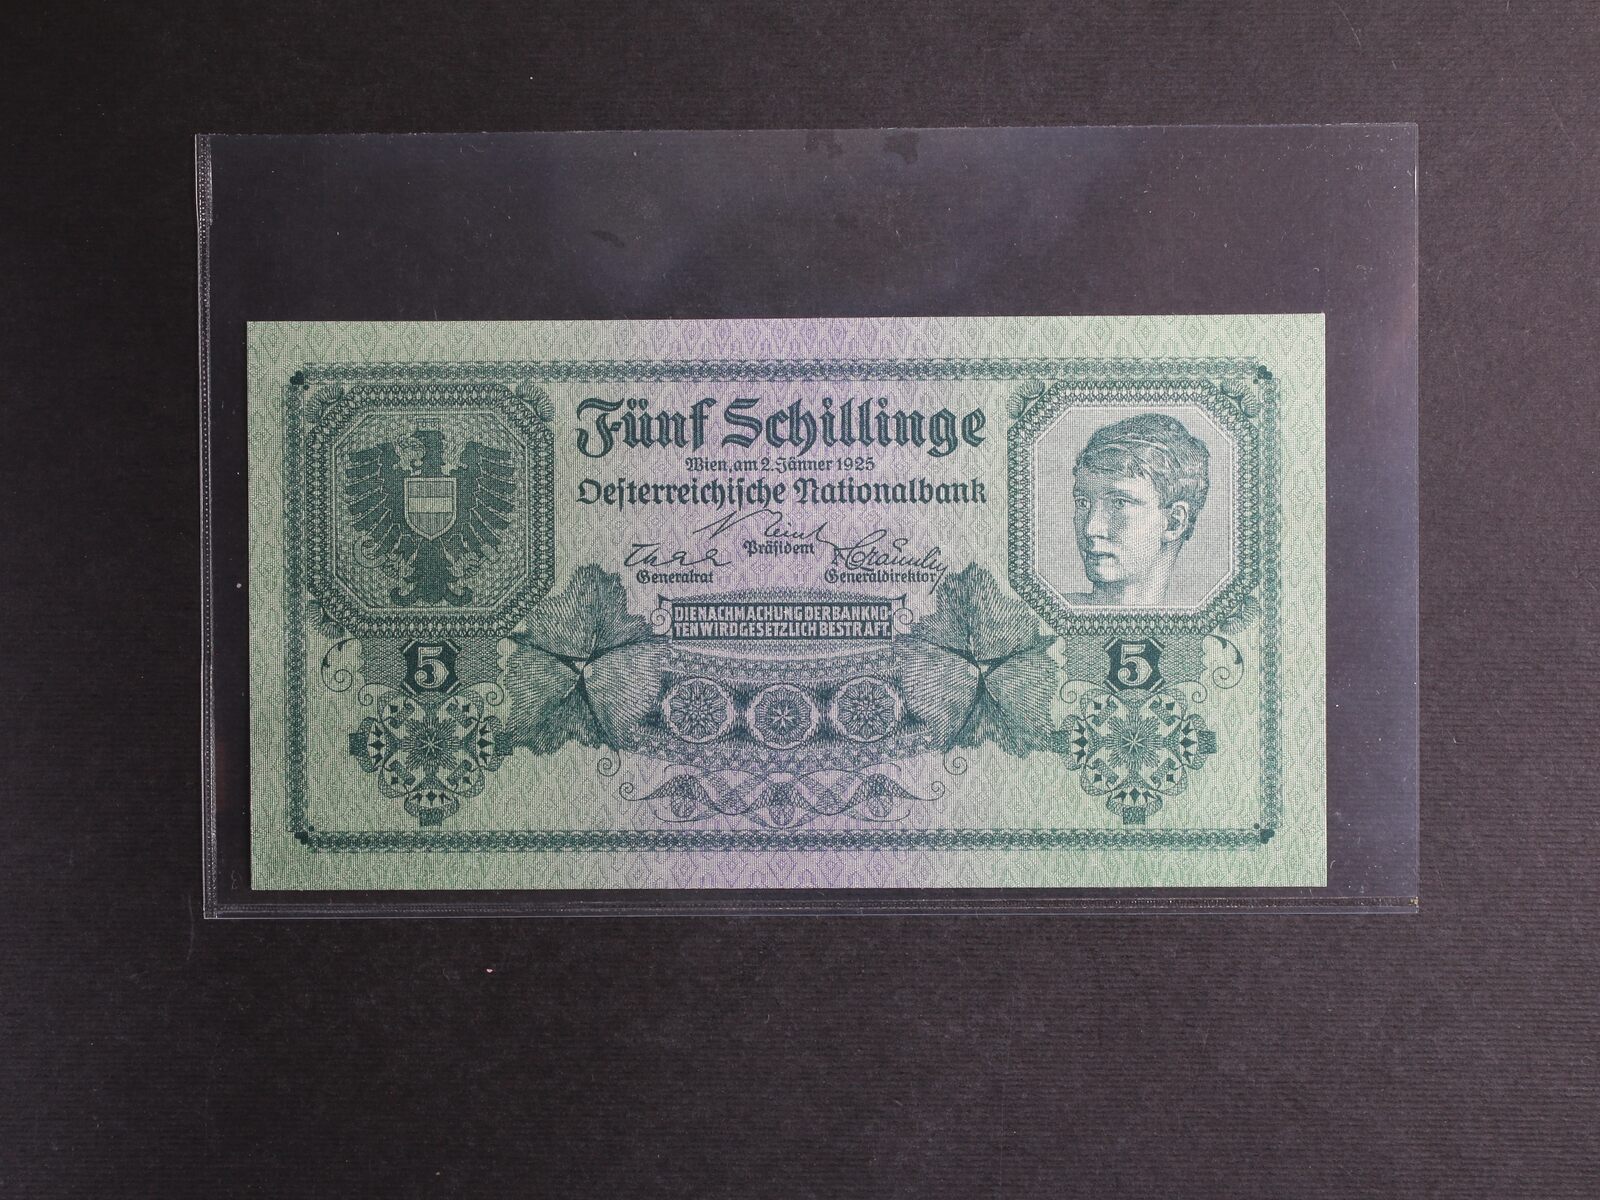 Fünf Schillinge
Wien, am 2. Jänner 1925
Oesterreichische Nationalbank
Präsident
Generalrat
Generaldirektor
DIE NACHMACHUNG DER BANKNO
TEN WIRD GESETZLICH BESTRAFT.
5
5